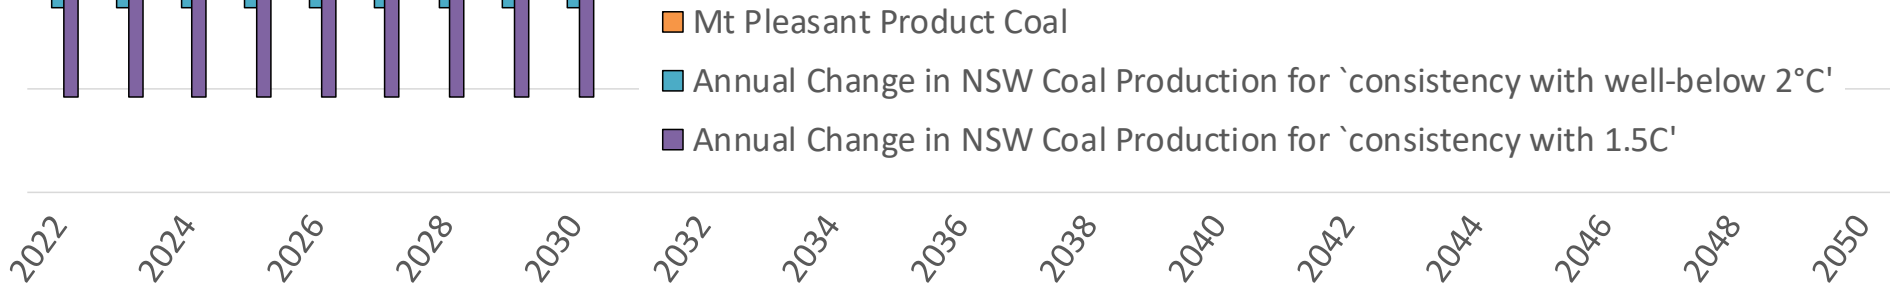 Mt Pleasant Product Coal
Annual Change in NSW Coal Production for `consistency with well-below 2°C'
Annual Change in NSW Coal Production for `consistency with 1.5C'
2022 2024 2026 2028 2030 2032 2034 2036 2038 2040 2042 2044 2046 2048 2050